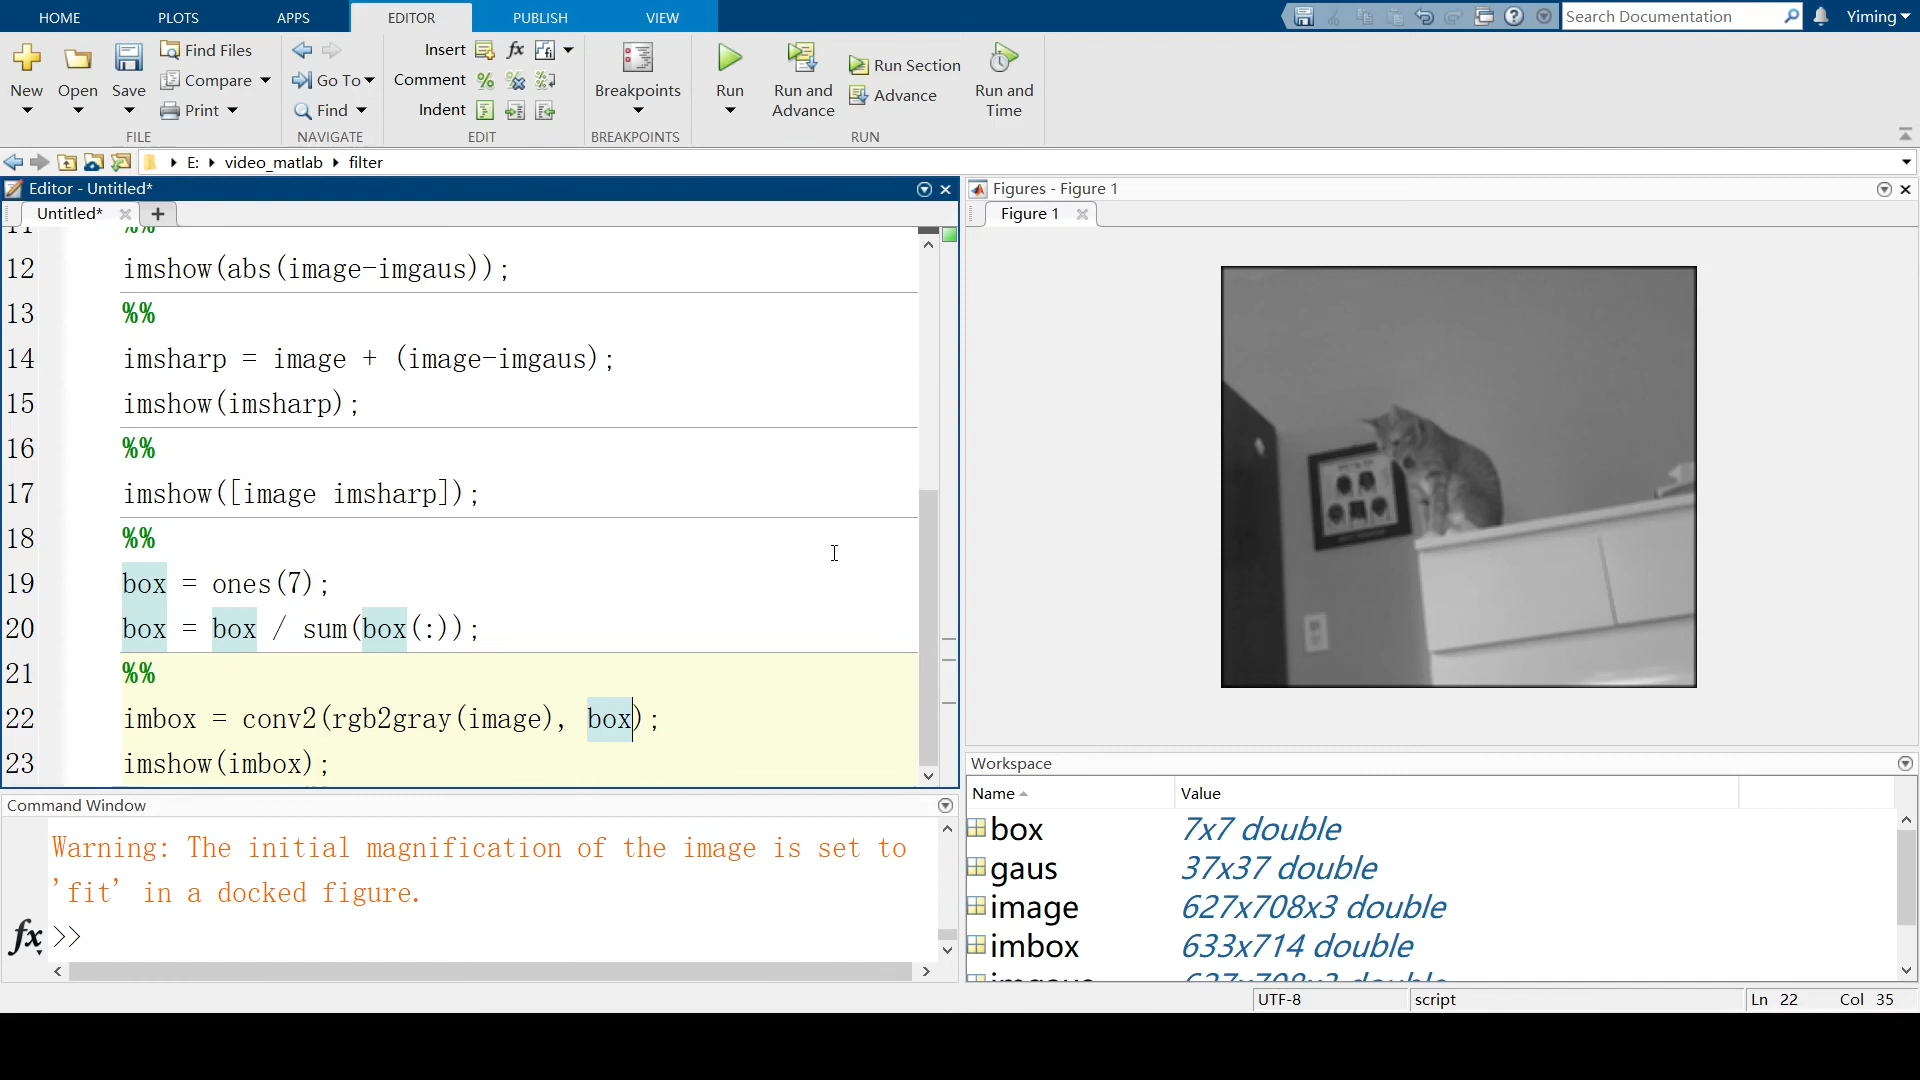 HOME PLOTS APPS EDITOR PUBLISH VIEW Search Documentation Yiming
New Open Save Find Files Compare Print
FILE
Go To Find
NAVIGATE
Insert fx
Comment
Indent
EDIT
Breakpoints
BREAKPOINTS
Run Run and Advance Run Section Advance Run and Time
RUN
E: video_matlab filter
Editor - Untitled*
Untitled*
11 %%
12 imshow(abs(image-imgaus));
13 %%
14 imsharp = image + (image-imgaus);
15 imshow(imsharp);
16 %%
17 imshow([image imsharp]);
18 %%
19 box = ones(7);
20 box = box / sum(box(:));
21 %%
22 imbox = conv2(rgb2gray(image), box);
23 imshow(imbox);
Command Window
Warning: The initial magnification of the image is set to
'fit' in a docked figure.
fx >>
Figures - Figure 1
Figure 1
Workspace
Name Value
box 7x7 double
gaus 37x37 double
image 627x708x3 double
imbox 633x714 double
imgaus 627x708x3 double
UTF-8 script Ln 22 Col 35